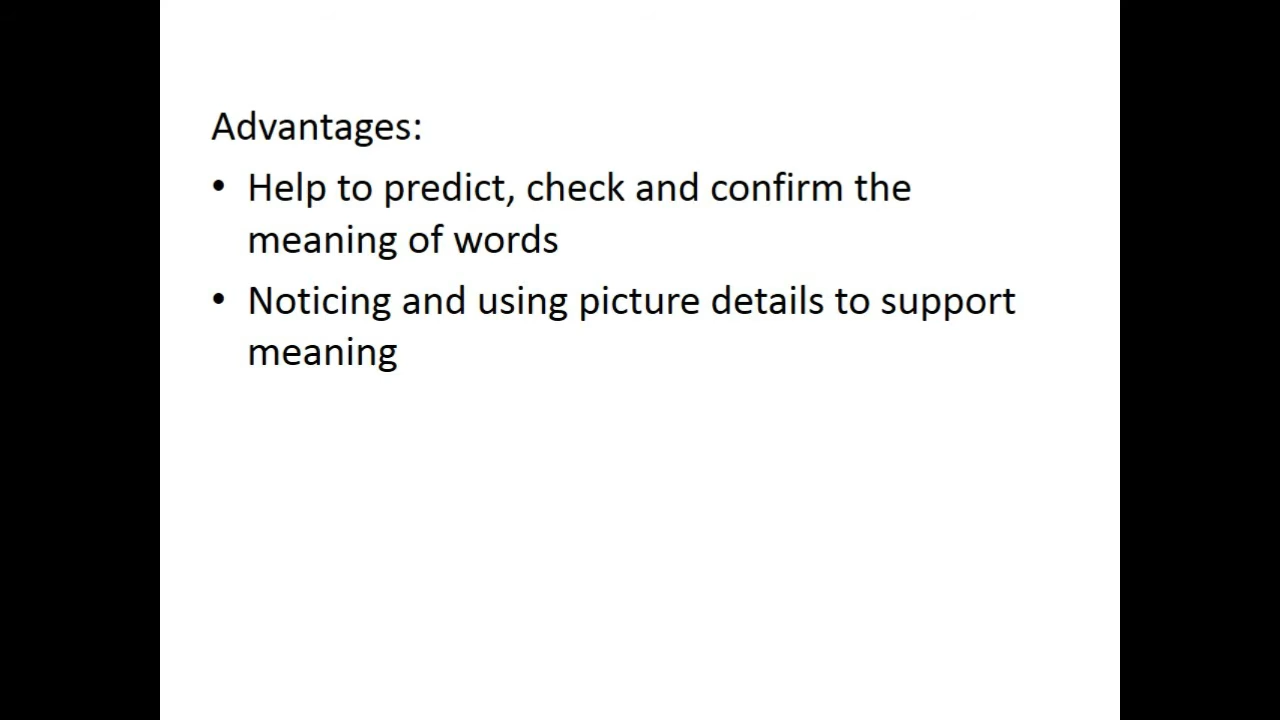 Advantages:
• Help to predict, check and confirm the
meaning of words
• Noticing and using picture details to support
meaning